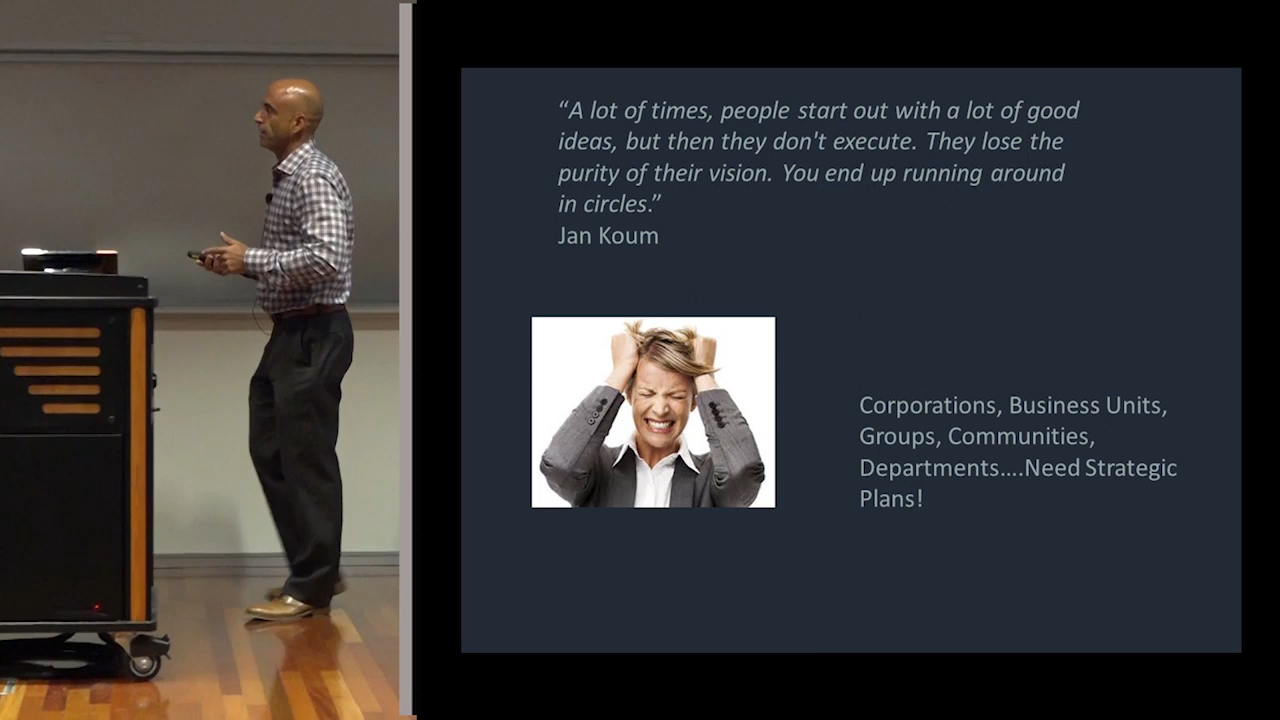 “A lot of times, people start out with a lot of good
ideas, but then they don't execute. They lose the
purity of their vision. You end up running around
in circles.”
Jan Koum
Corporations, Business Units,
Groups, Communities,
Departments....Need Strategic
Plans!